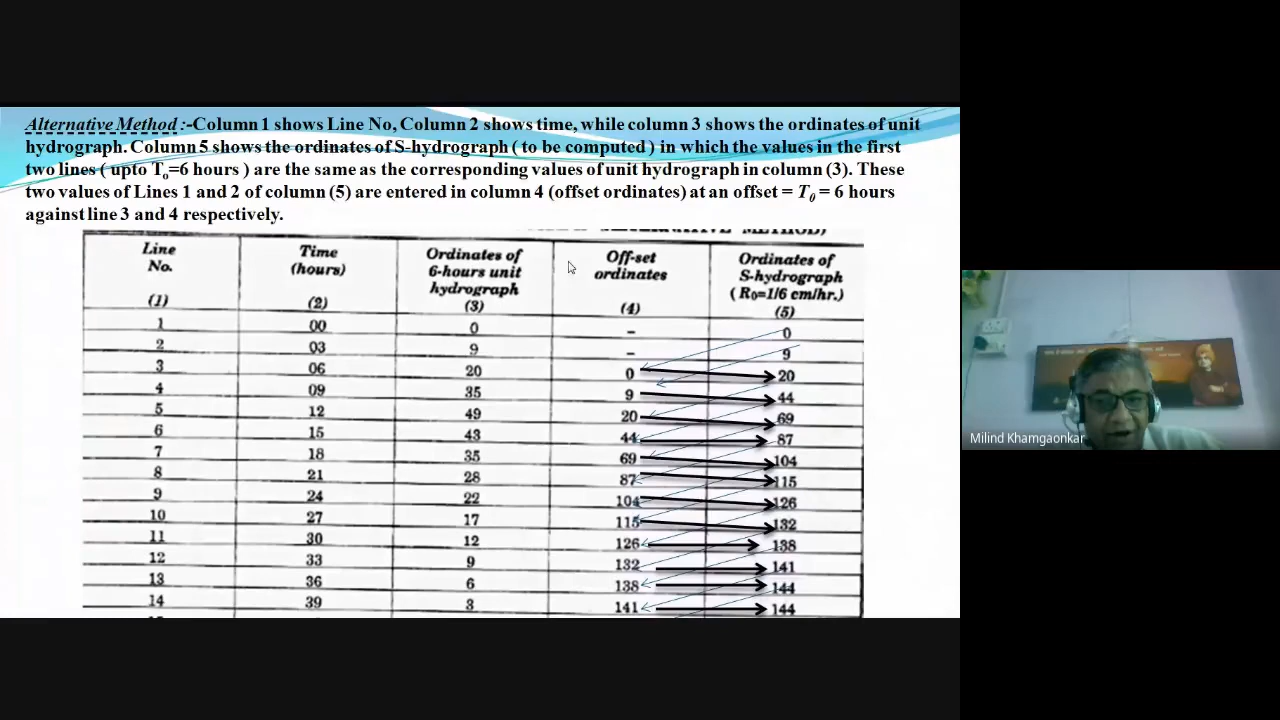 Alternative Method :-Column 1 shows Line No, Column 2 shows time, while column 3 shows the ordinates of unit
hydrograph. Column 5 shows the ordinates of S-hydrograph ( to be computed ) in which the values in the first
two lines ( upto To=6 hours ) are the same as the corresponding values of unit hydrograph in column (3). These
two values of Lines 1 and 2 of column (5) are entered in column 4 (offset ordinates) at an offset = T0 = 6 hours
against line 3 and 4 respectively.
METHOD)
Line No. (1) Time (hours) (2) Ordinates of 6-hours unit hydrograph (3) Off-set ordinates (4) Ordinates of S-hydrograph ( R0=1/6 cm/hr.) (5)
1 00 0 – 0
2 03 9 – 9
3 06 20 0 20
4 09 35 9 44
5 12 49 20 69
6 15 43 44 87
7 18 35 69 104
8 21 28 87 115
9 24 22 104 126
10 27 17 115 132
11 30 12 126 138
12 33 9 132 141
13 36 6 138 144
14 39 3 141 144
Milind Khamgaonkar